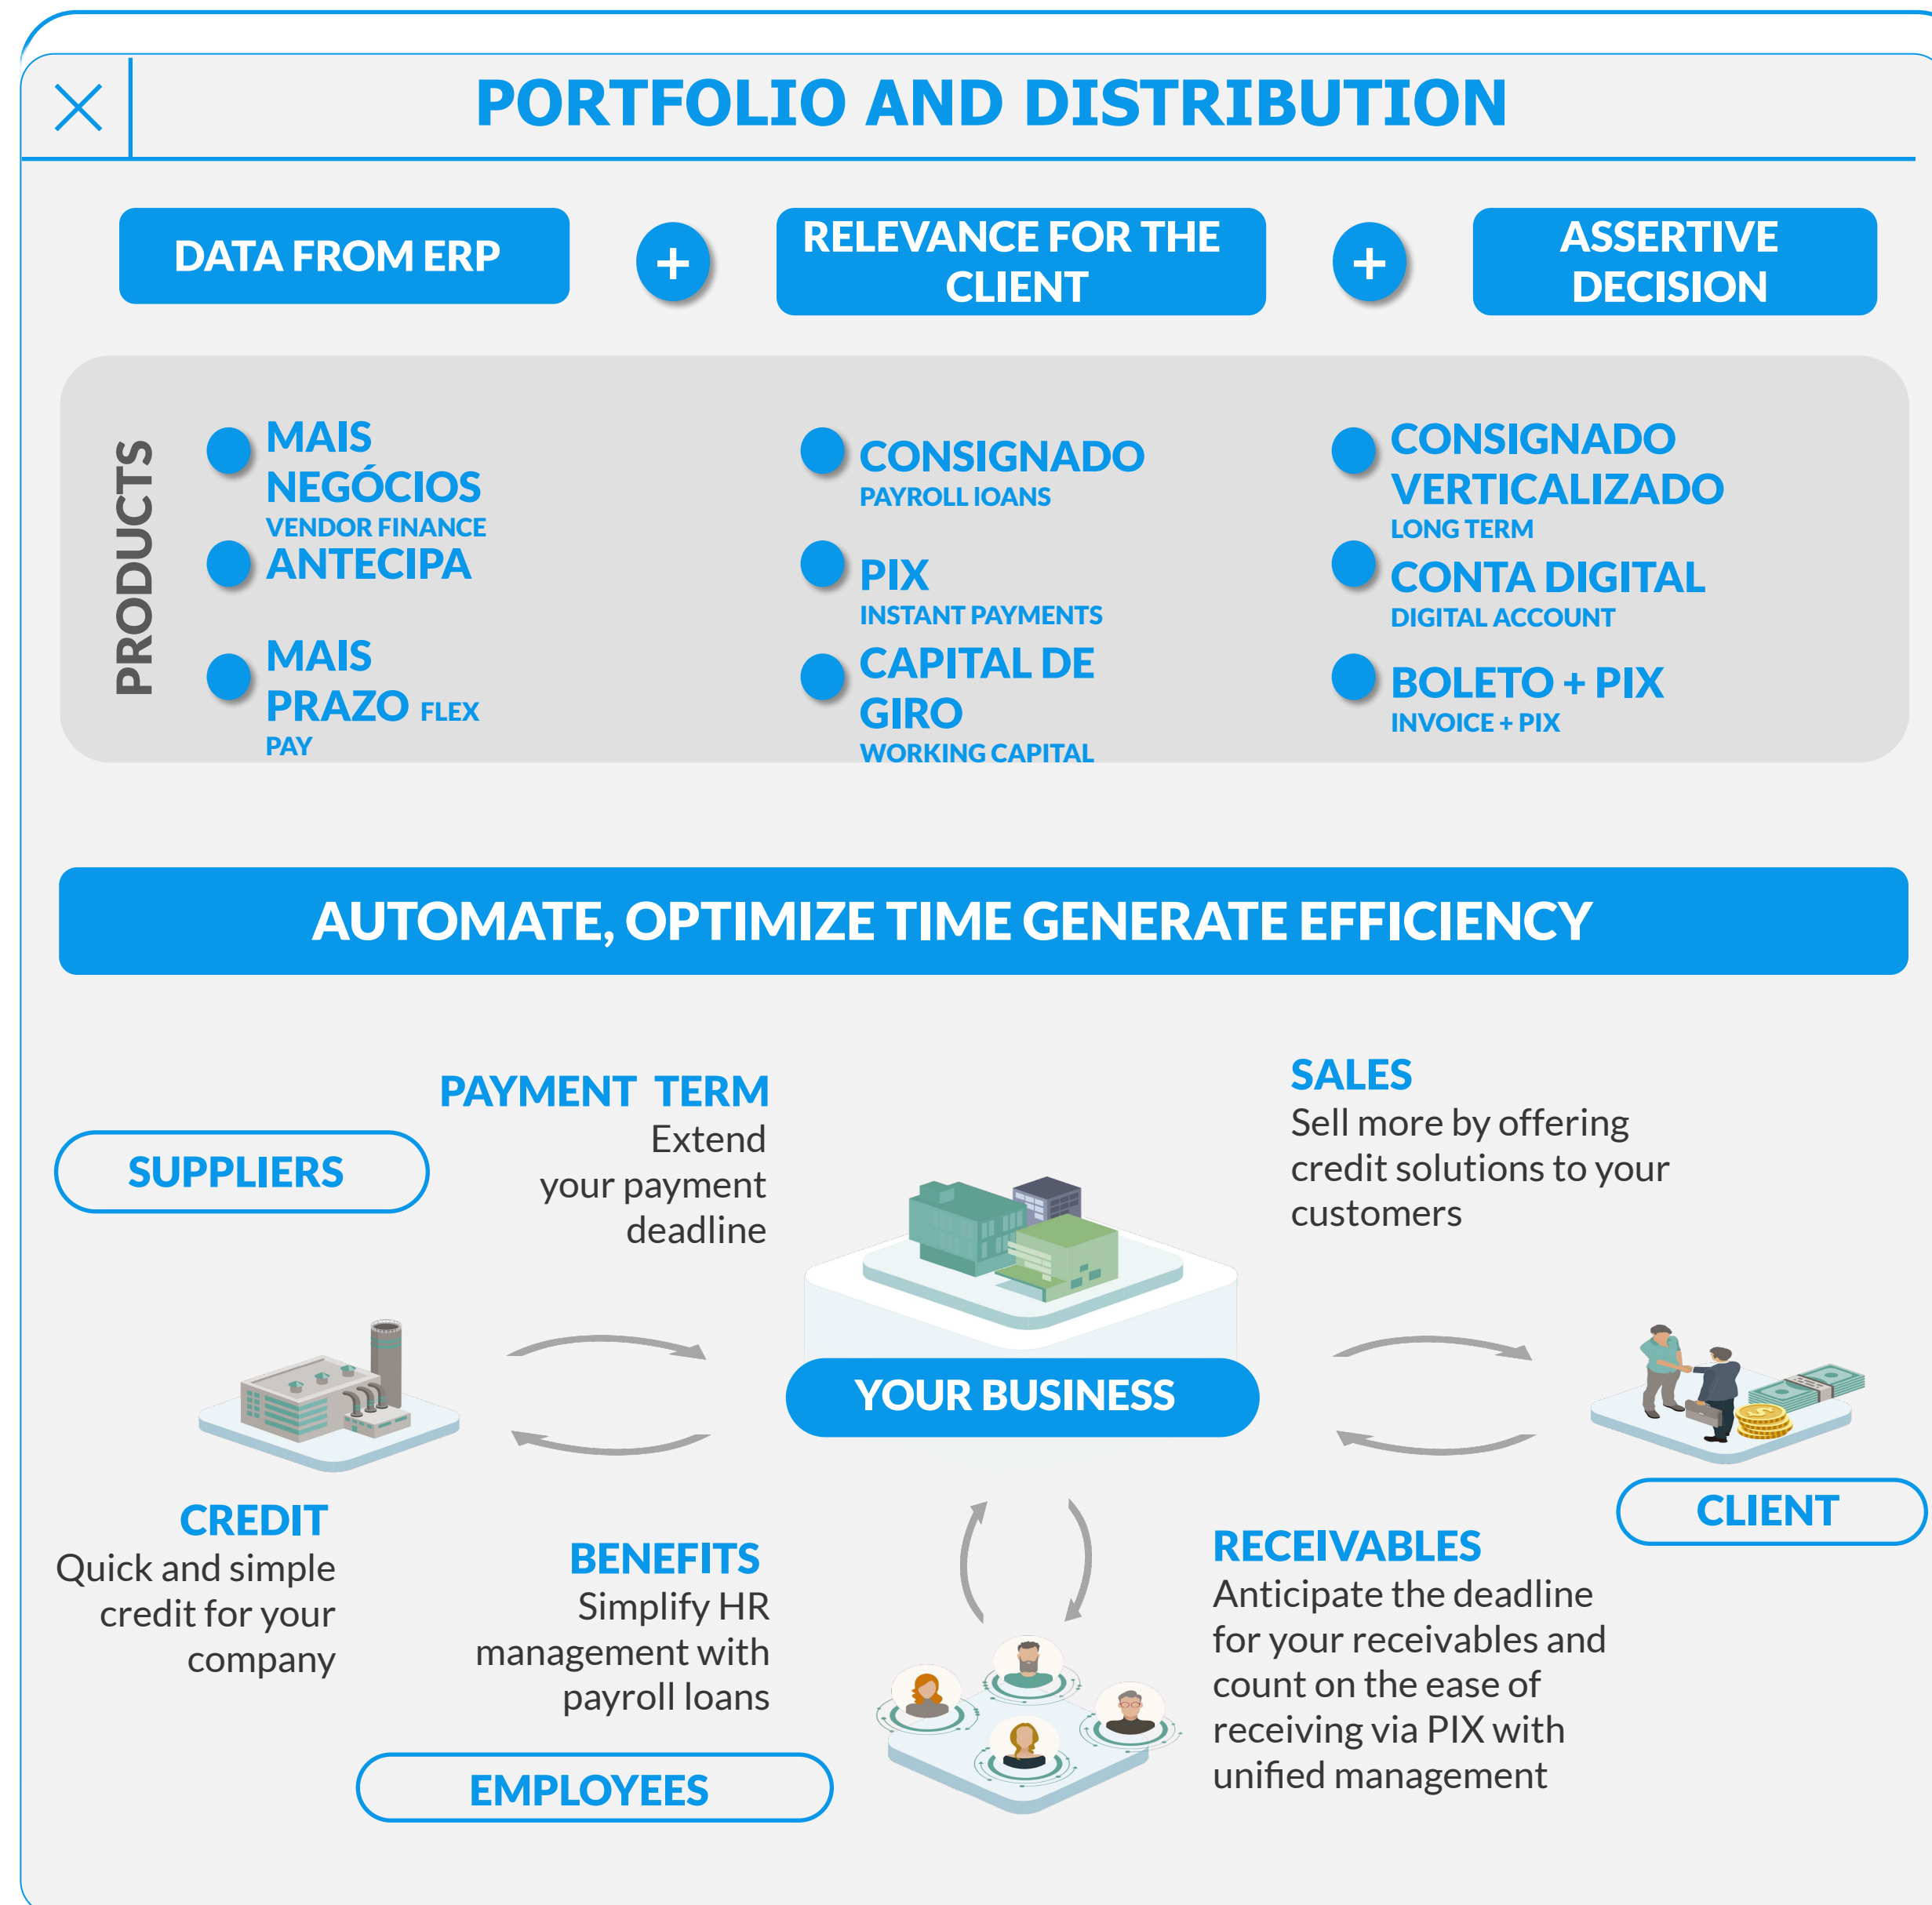 PORTFOLIO AND DISTRIBUTION
DATA FROM ERP
+
RELEVANCE FOR THE
CLIENT
+
ASSERTIVE
DECISION
PRODUCTS
MAIS
NEGÓCIOS
VENDOR FINANCE
ANTECIPA
MAIS
PRAZO FLEX
PAY
CONSIGNADO
PAYROLL lOANS
PIX
INSTANT PAYMENTS
CAPITAL DE
GIRO
WORKING CAPITAL
CONSIGNADO
VERTICALIZADO
LONG TERM
CONTA DIGITAL
DIGITAL ACCOUNT
BOLETO + PIX
INVOICE + PIX
AUTOMATE, OPTIMIZE TIME GENERATE EFFICIENCY
SUPPLIERS
PAYMENT TERM
Extend
your payment
deadline
SALES
Sell more by offering
credit solutions to your
customers
YOUR BUSINESS
CREDIT
Quick and simple
credit for your
company
BENEFITS
Simplify HR
management with
payroll loans
EMPLOYEES
RECEIVABLES
Anticipate the deadline
for your receivables and
count on the ease of
receiving via PIX with
unified management
CLIENT